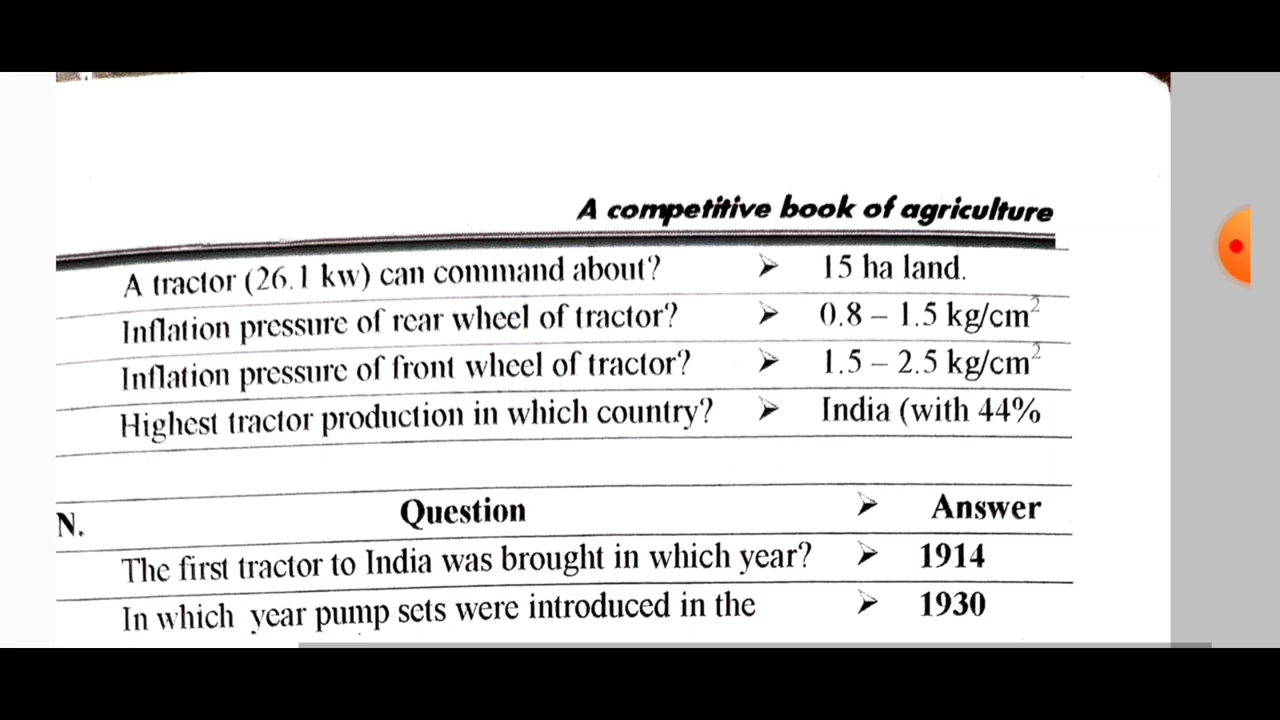 A competitive book of agriculture
A tractor (26.1 kw) can command about? ➢ 15 ha land.
Inflation pressure of rear wheel of tractor? ➢ 0.8 – 1.5 kg/cm²
Inflation pressure of front wheel of tractor? ➢ 1.5 – 2.5 kg/cm²
Highest tractor production in which country? ➢ India (with 44%
N. Question ➢ Answer
The first tractor to India was brought in which year? ➢ 1914
In which year pump sets were introduced in the ➢ 1930